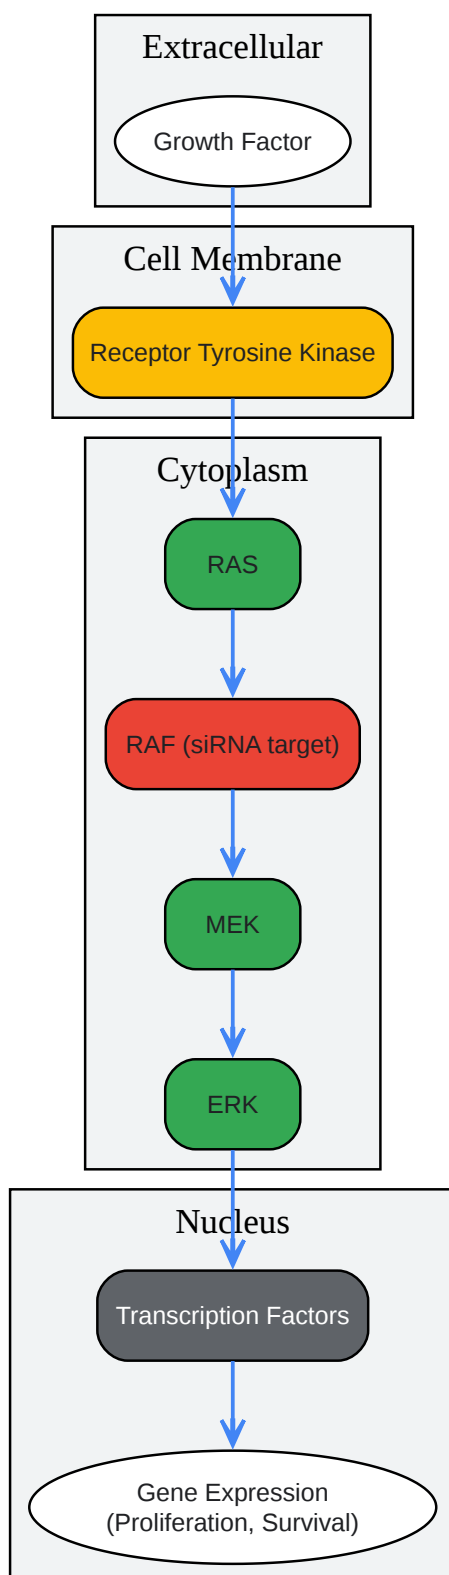 Extracellular
Growth Factor
Cell Membrane
Receptor Tyrosine Kinase
Cytoplasm
RAS
RAF (siRNA target)
MEK
ERK
Nucleus
Transcription Factors
Gene Expression
(Proliferation, Survival)